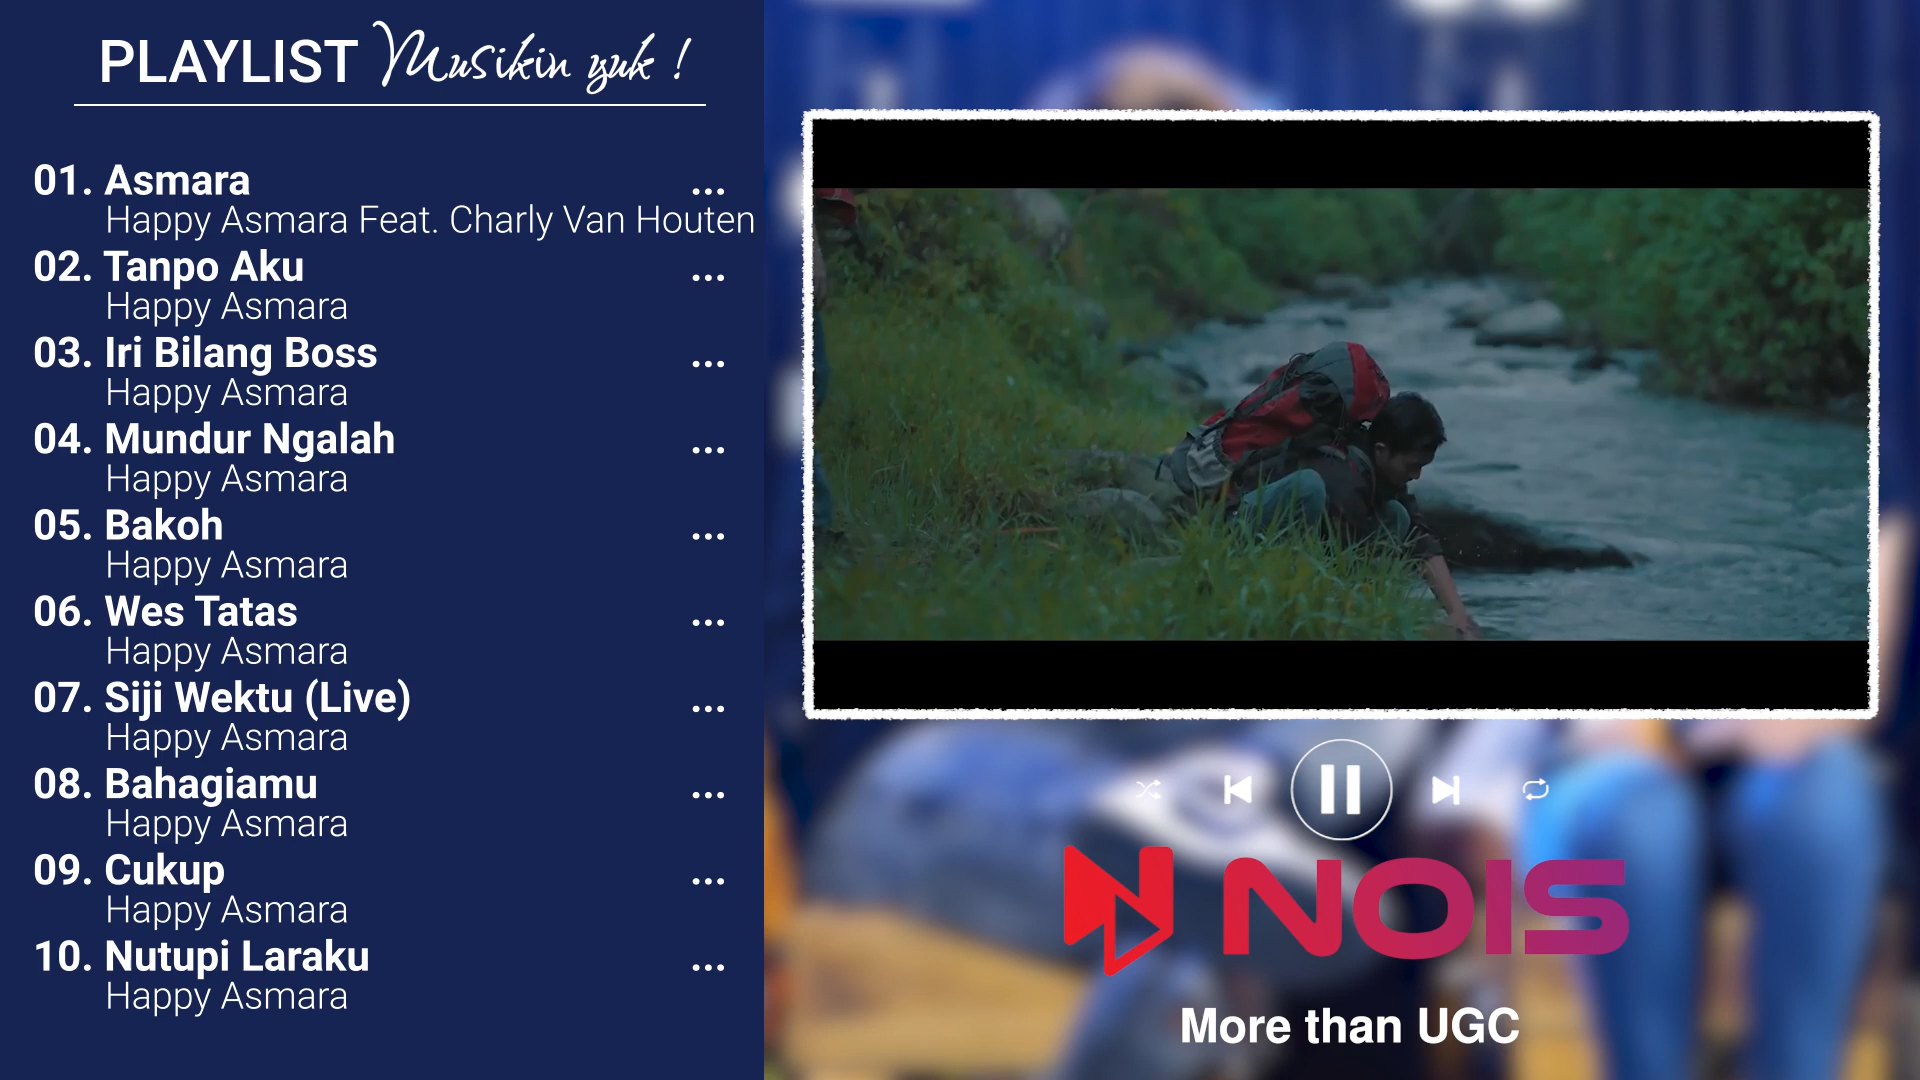 PLAYLIST Musikin yuk !
01. Asmara ...
Happy Asmara Feat. Charly Van Houten
02. Tanpo Aku ...
Happy Asmara
03. Iri Bilang Boss ...
Happy Asmara
04. Mundur Ngalah ...
Happy Asmara
05. Bakoh ...
Happy Asmara
06. Wes Tatas ...
Happy Asmara
07. Siji Wektu (Live) ...
Happy Asmara
08. Bahagiamu ...
Happy Asmara
09. Cukup ...
Happy Asmara
10. Nutupi Laraku ...
Happy Asmara
NOIS
More than UGC